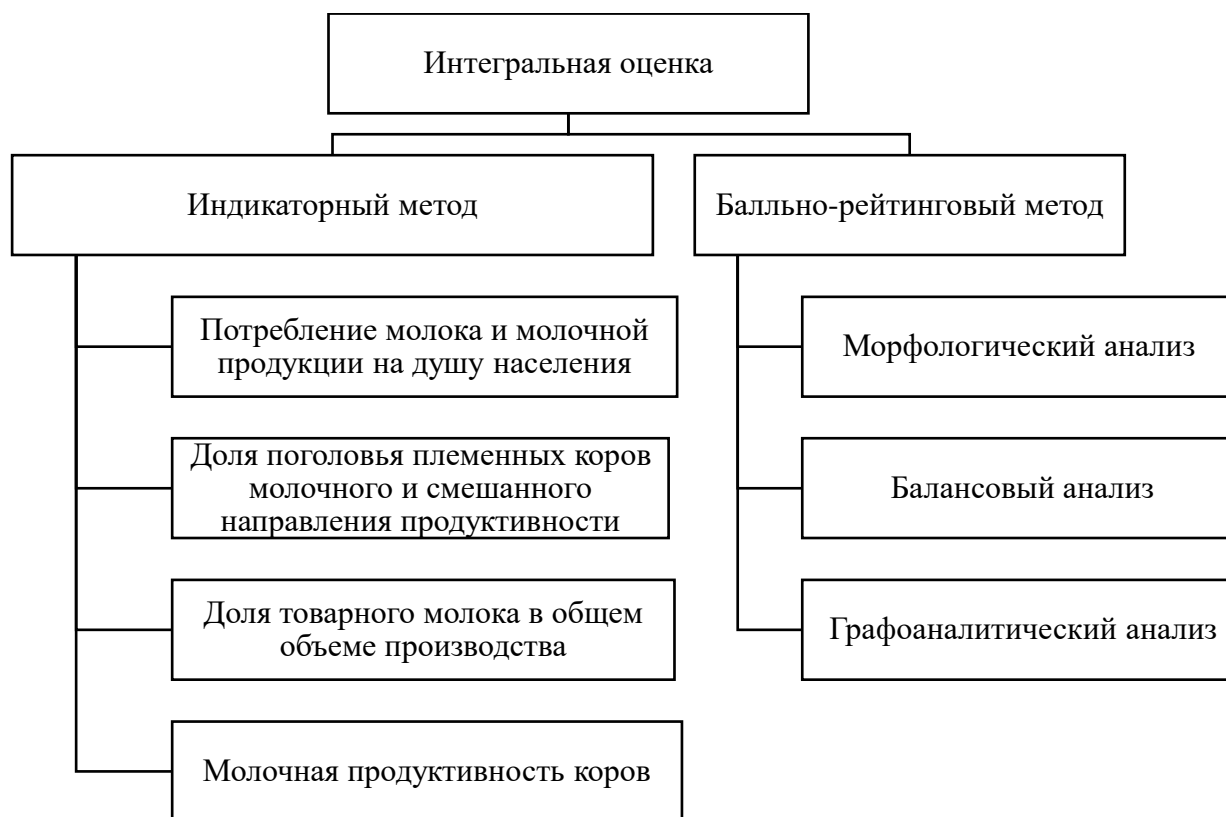 Интегральная оценка
Индикаторный метод
Балльно-рейтинговый метод
Потребление молока и молочной
продукции на душу населения
Доля поголовья племенных коров
молочного и смешанного
направления продуктивности
Доля товарного молока в общем
объеме производства
Молочная продуктивность коров
Морфологический анализ
Балансовый анализ
Графоаналитический анализ